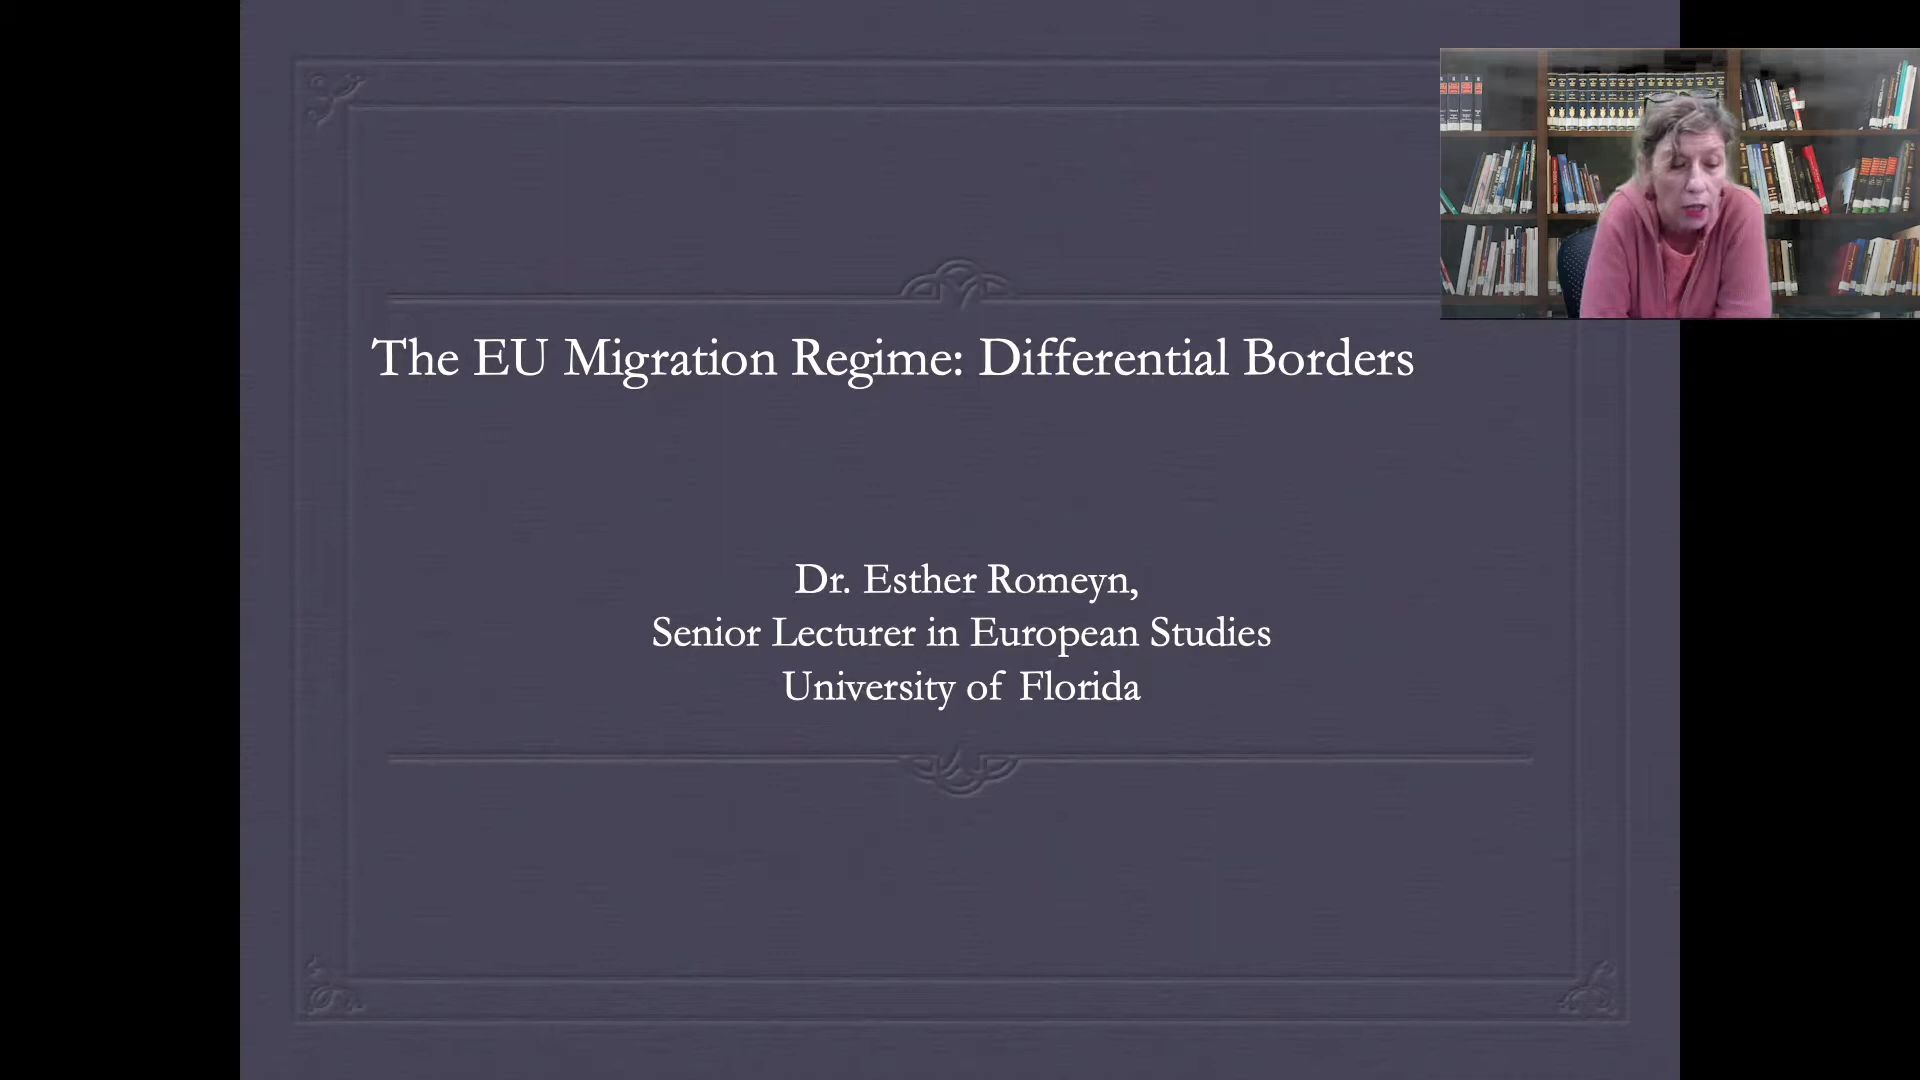 The EU Migration Regime: Differential Borders
Dr. Esther Romeyn,
Senior Lecturer in European Studies
University of Florida